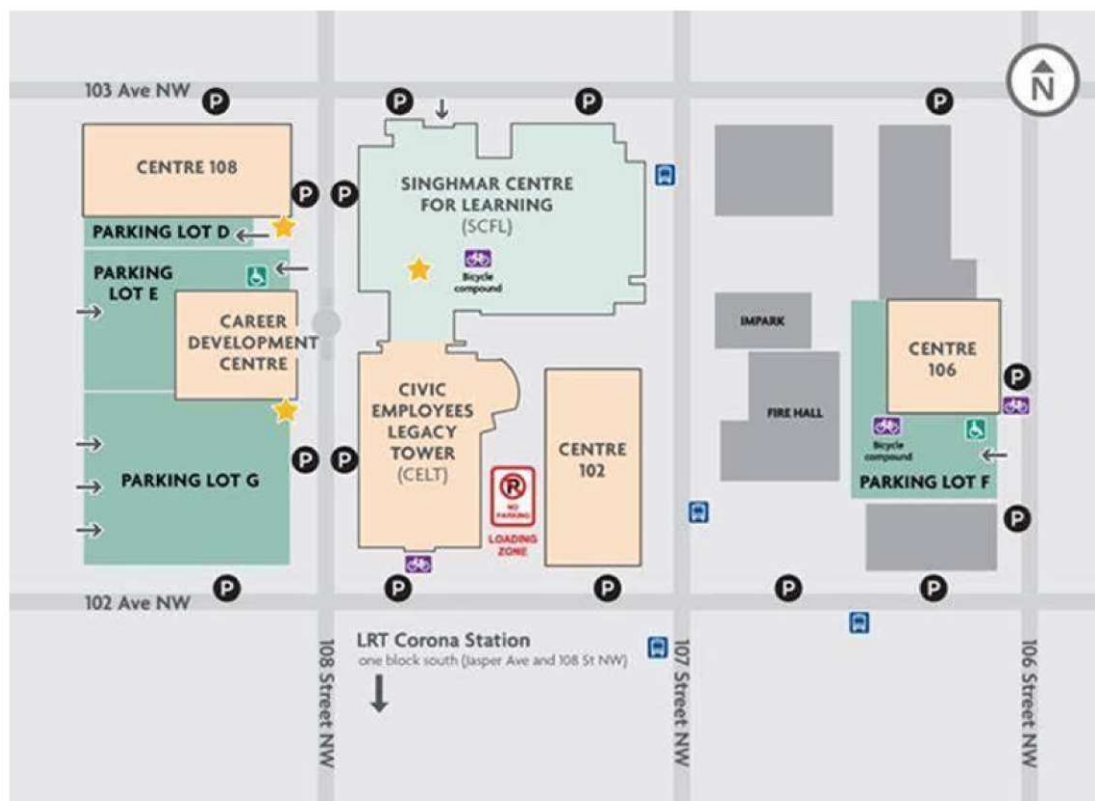 N
103 Ave NW
P
P
P
P
CENTRE 108
P
P
SINGHMAR CENTRE
FOR LEARNING
(SCFL)
PARKING LOT D
PARKING
LOT E
Bicycle
compound
CAREER
DEVELOPMENT
CENTRE
IMPARK
CENTRE
106
P
CIVIC
EMPLOYEES
LEGACY
TOWER
(CELT)
FIRE HALL
Bicycle
compound
CENTRE
102
P
P
PARKING LOT G
PARKING LOT F
P
NO
PARKING
LOADING
ZONE
P
P
P
P
P
P
102 Ave NW
LRT Corona Station
one block south (Jasper Ave and 108 St NW)
108 Street NW
107 Street NW
106 Street NW